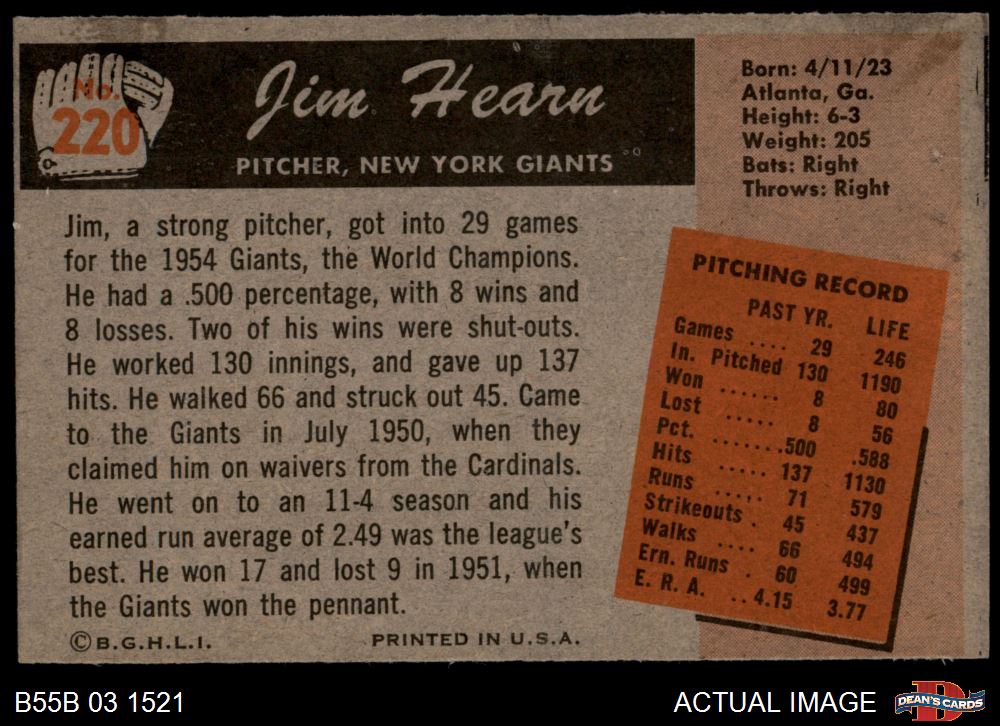 No.
220
Jim Hearn
PITCHER, NEW YORK GIANTS
Born: 4/11/23
Atlanta, Ga.
Height: 6-3
Weight: 205
Bats: Right
Throws: Right
Jim, a strong pitcher, got into 29 games
for the 1954 Giants, the World Champions.
He had a .500 percentage, with 8 wins and
8 losses. Two of his wins were shut-outs.
He worked 130 innings, and gave up 137
hits. He walked 66 and struck out 45. Came
to the Giants in July 1950, when they
claimed him on waivers from the Cardinals.
He went on to an 11-4 season and his
earned run average of 2.49 was the league's
best. He won 17 and lost 9 in 1951, when
the Giants won the pennant.
©B.G.H.L.I. PRINTED IN U.S.A.
PITCHING RECORD
PAST YR. LIFE
Games .... 29 246
In. Pitched 130 1190
Won ...... 8 80
Lost ..... 8 56
Pct. .......500 .588
Hits ..... 137 1130
Runs ..... 71 579
Strikeouts . 45 437
Walks .... 66 494
Ern. Runs . 60 499
E. R. A. ..4.15 3.77
B55B 03 1521
ACTUAL IMAGE
D
DEAN'S CARDS